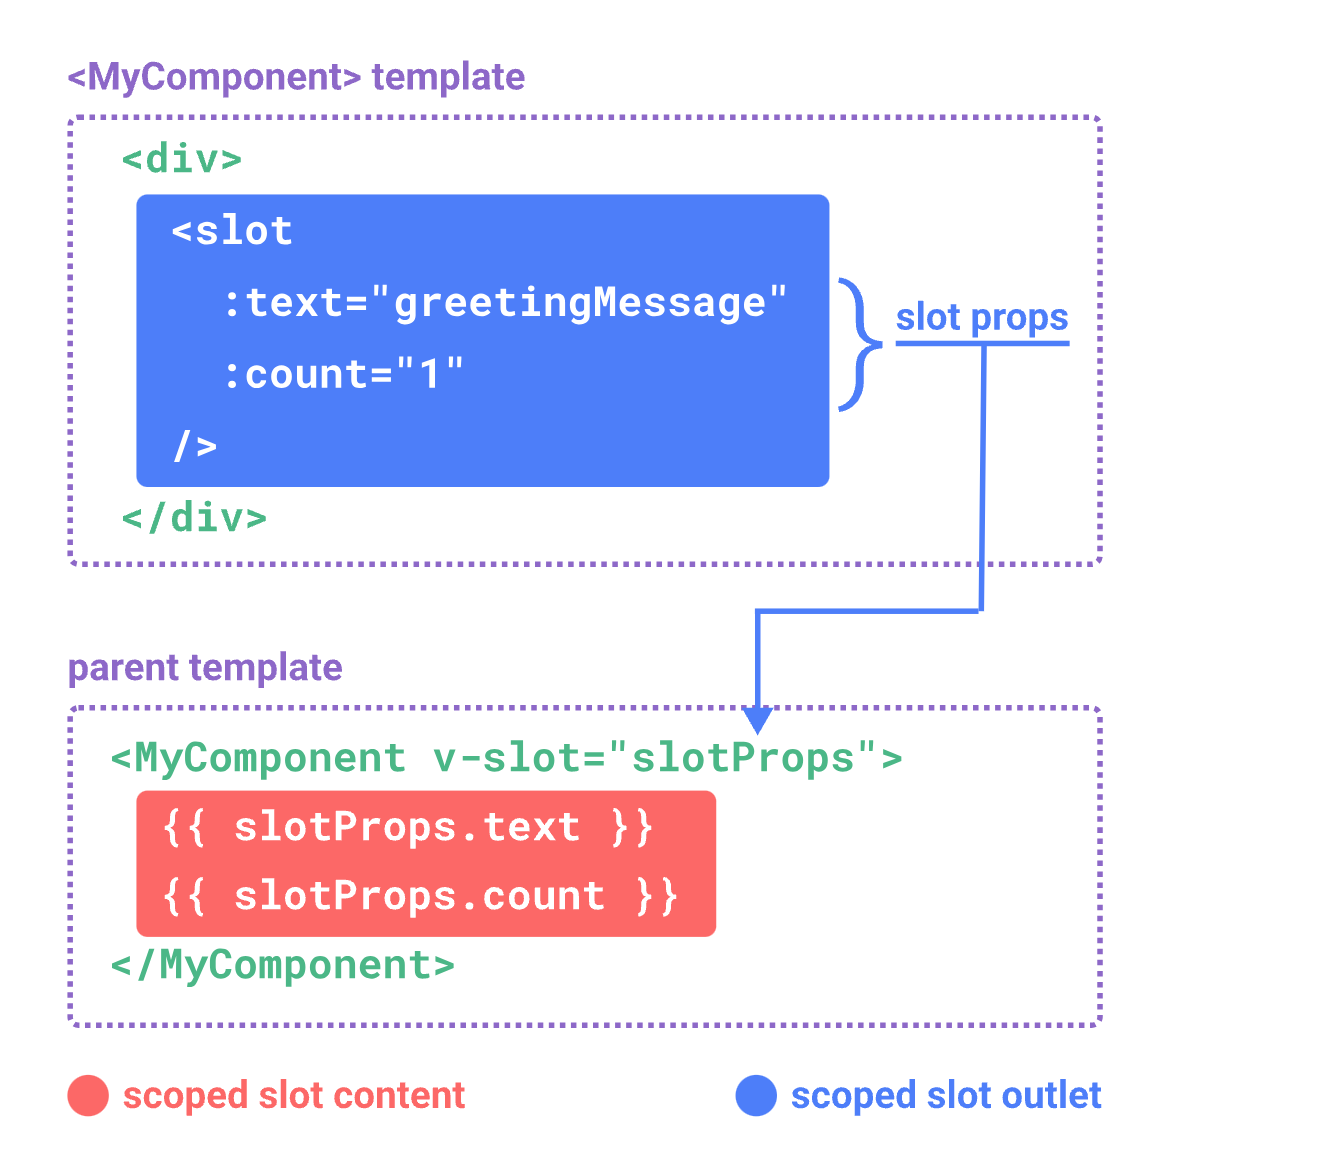 <MyComponent> template
<div>
<slot
:text="greetingMessage"
:count="1"
/>
slot props
</div>
parent template
<MyComponent v-slot="slotProps">
{{ slotProps.text }}
{{ slotProps.count }}
</MyComponent>
scoped slot content
scoped slot outlet